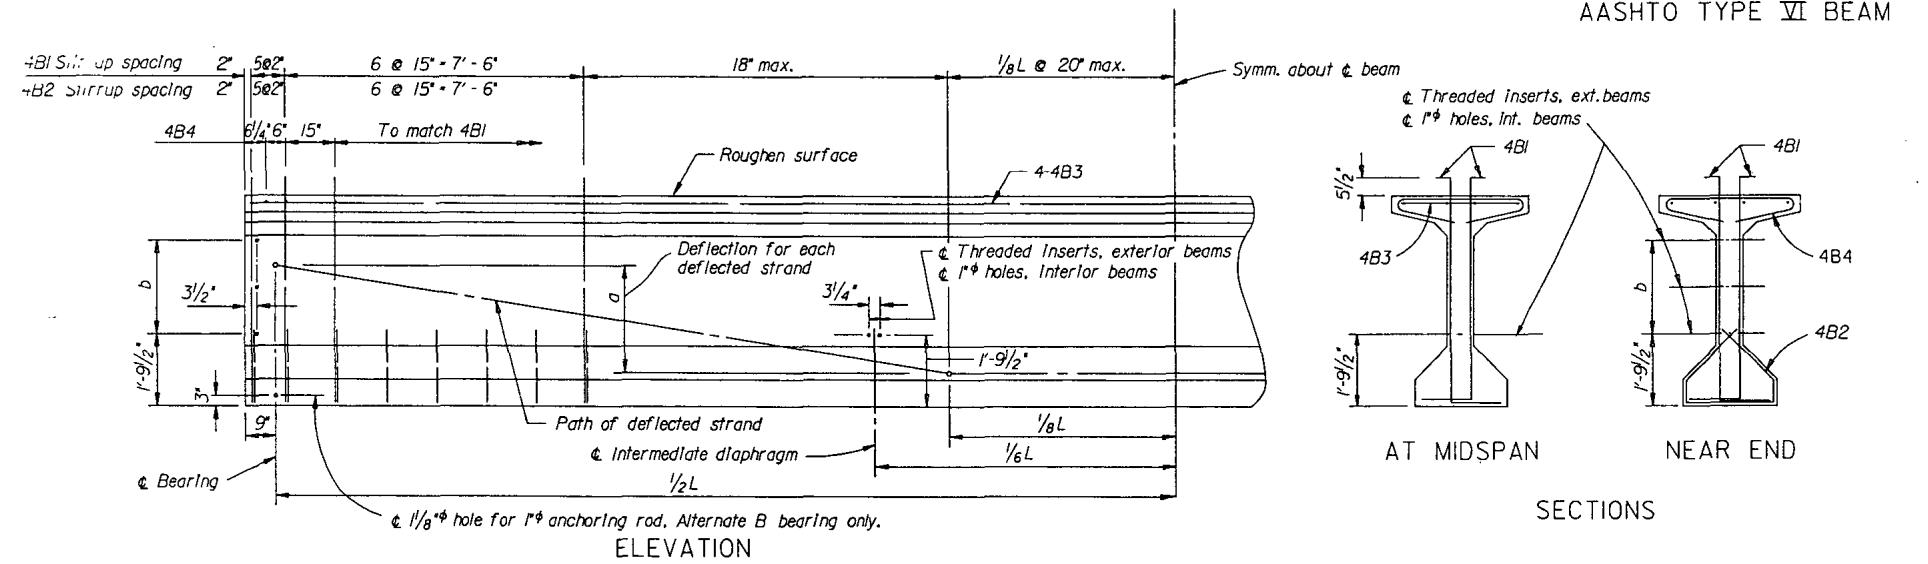 AASHTO TYPE VI BEAM
4B1 up spacing 2" 5@2" 6 @ 15" = 7' - 6" 18" max. 1/8L @ 20" max.
4B2 Stirrup spacing 2" 5@2" 6 @ 15" = 7' - 6"
Symm. about ℄ beam
4B4 6 1/4" 6" 15" To match 4B1
Roughen surface
4-4B3
Deflection for each
deflected strand
℄ Threaded inserts, exterior beams
℄ 1"φ holes, interior beams
b
3 1/2"
a
3 1/4"
1'-9 1/2"
1'-9 1/2"
3"
9"
Path of deflected strand
1/8L
℄ Intermediate diaphragm
1/6L
℄ Bearing
1/2L
℄ 1 1/8"φ hole for 1"φ anchoring rod, Alternate B bearing only.
ELEVATION
℄ Threaded inserts, ext. beams
℄ 1"φ holes, int. beams
4B1
4B1
5 1/2"
4B3
4B4
b
4B2
1'-9 1/2"
1'-9 1/2"
AT MIDSPAN
NEAR END
SECTIONS